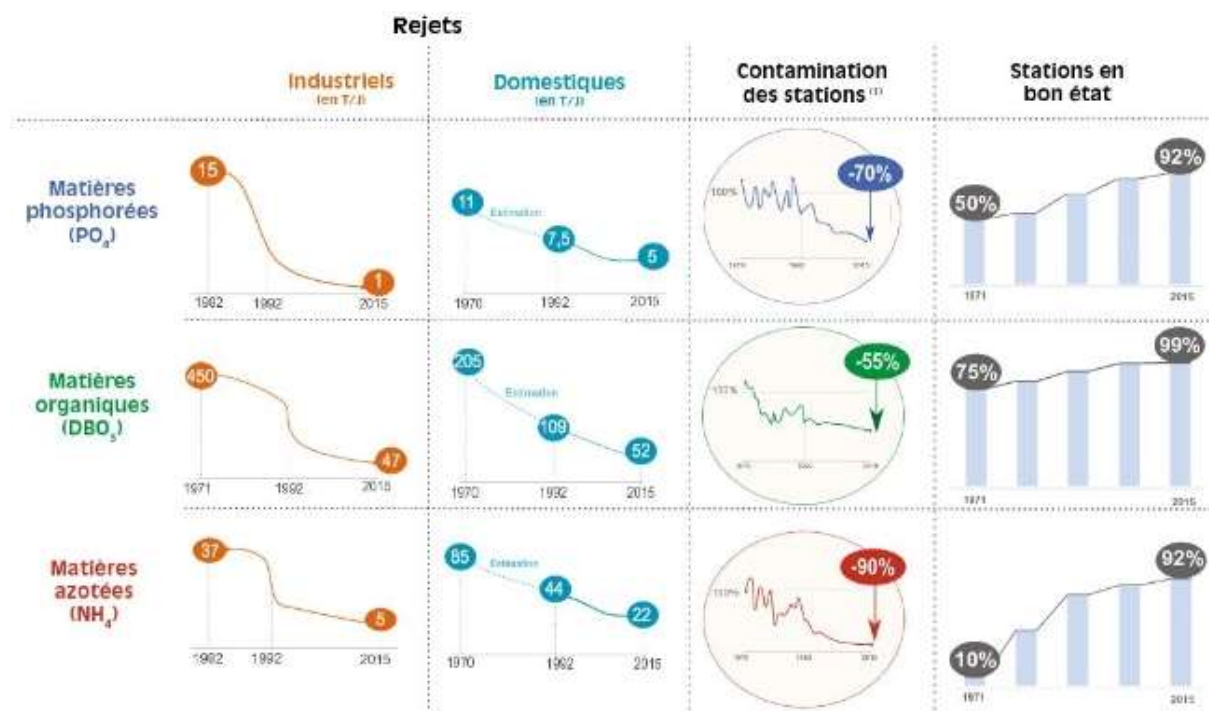 Rejets
Industriels
(en T/J)
Domestiques
(en T/J)
Contamination
des stations (1)
Stations en
bon état
Matières
phosphorées
(PO4)
15
1
1982
1992
2015
11
Estimation
7,5
5
1970
1992
2015
100%
-70%
50%
92%
1971
2015
Matières
organiques
(DBO5)
450
47
1971
1992
2015
205
Estimation
109
52
1970
1992
2015
100%
-55%
75%
99%
1971
2015
Matières
azotées
(NH4)
37
5
1982
1992
2015
85
Estimation
44
22
1970
1992
2015
100%
-90%
10%
92%
1971
2015